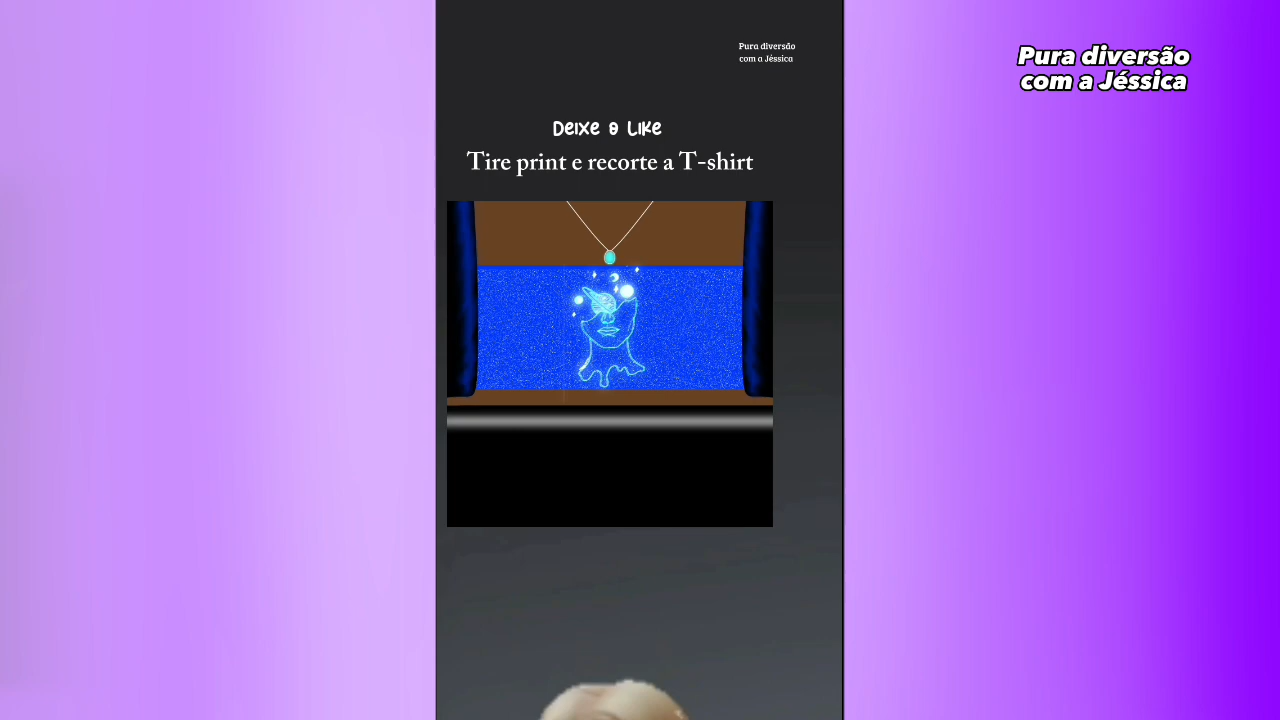 Pura diversão
com a Jéssica
Pura diversão
com a Jéssica
Deixe o Like
Tire print e recorte a T-shirt